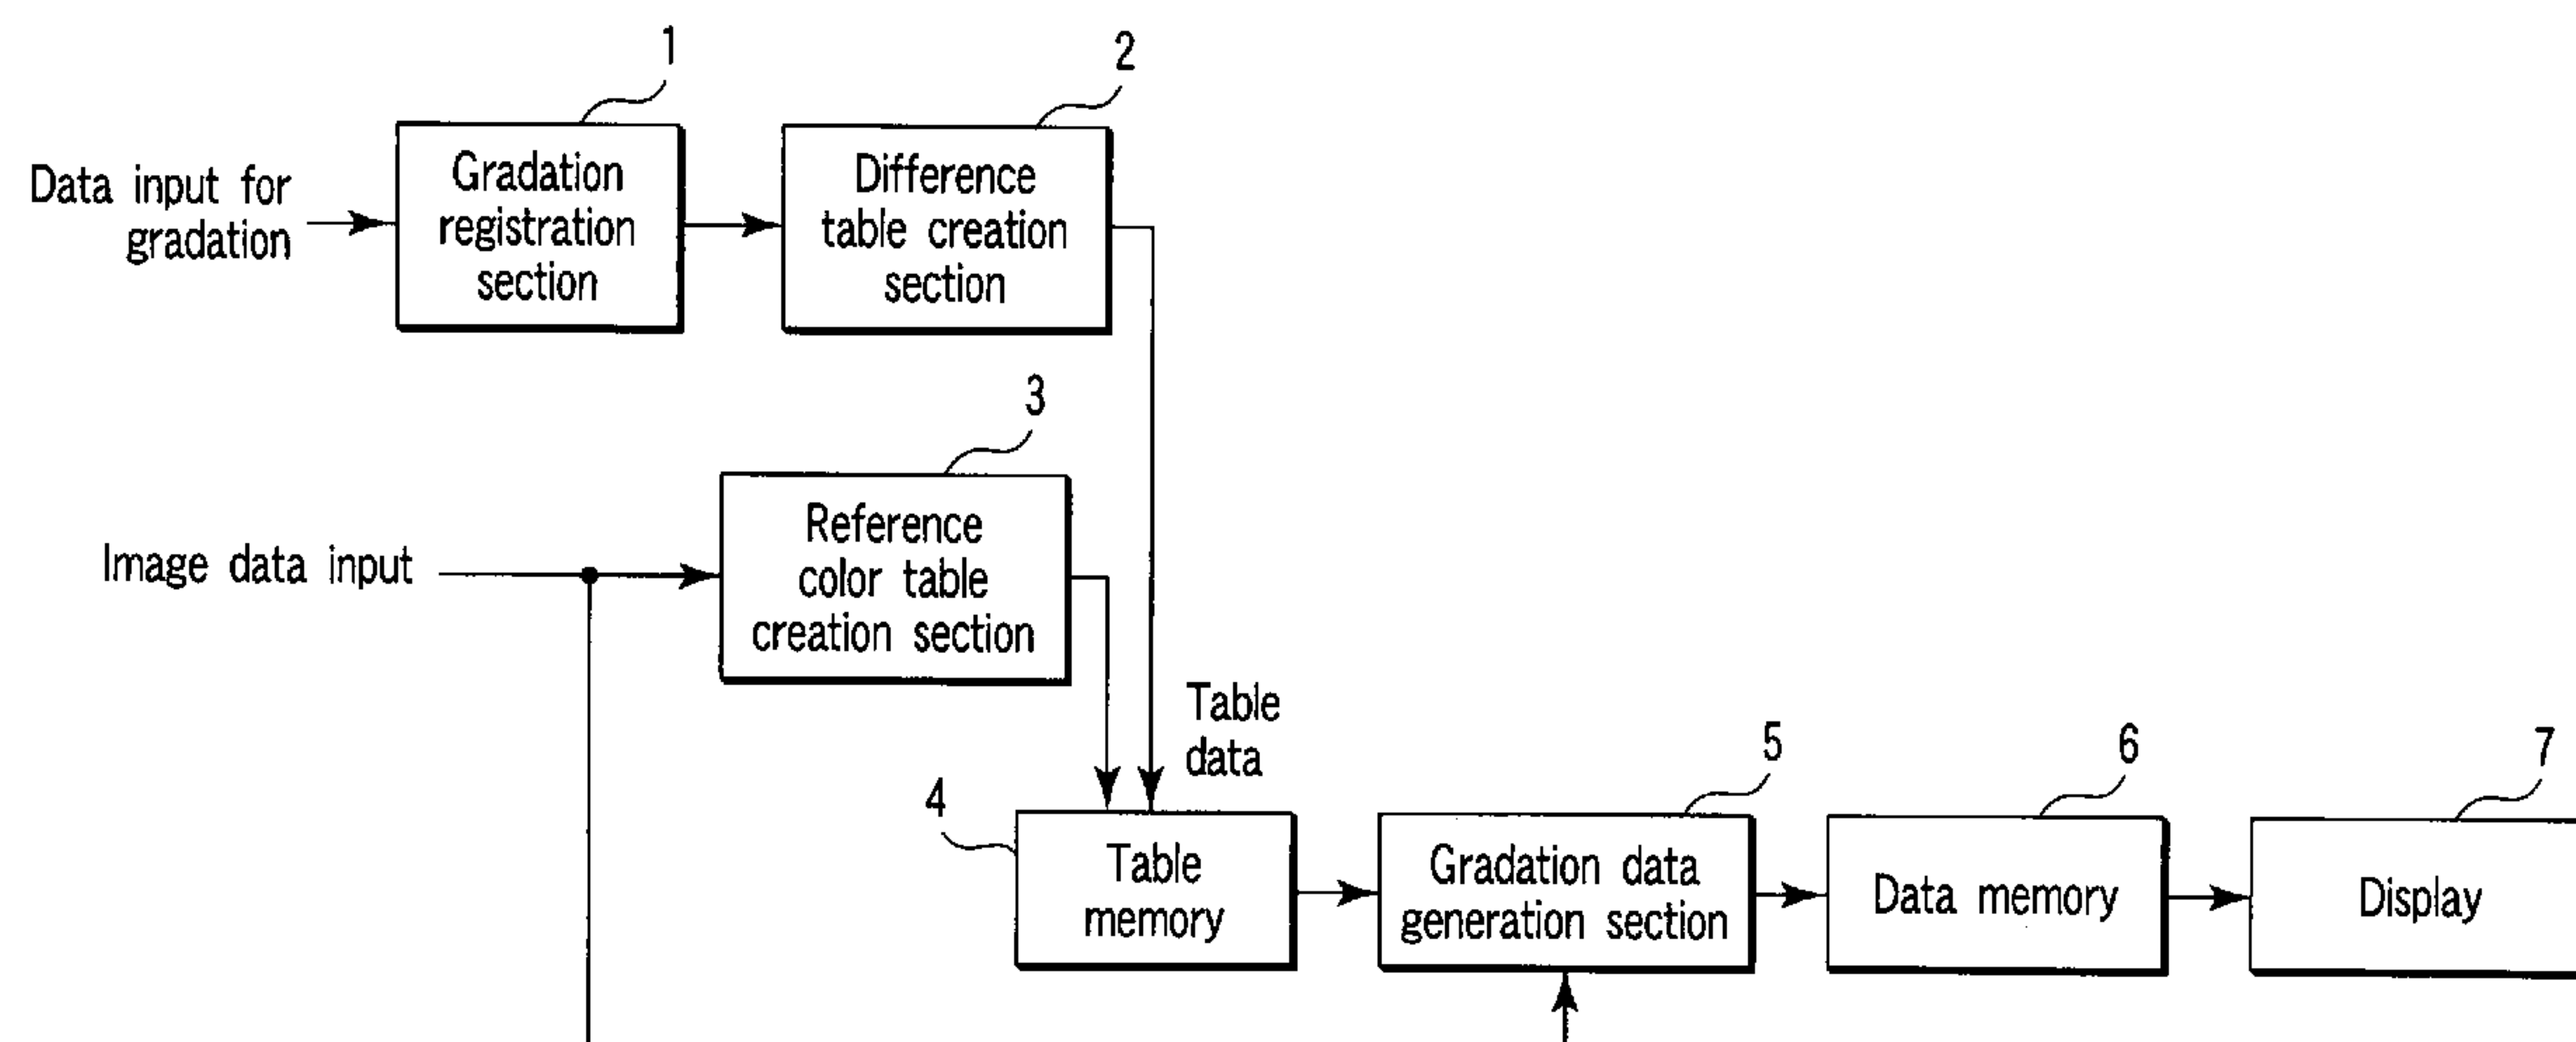 1
2
Data input for
gradation
Gradation
registration
section
Difference
table creation
section
3
Image data input
Reference
color table
creation section
Table
data
4
5
6
7
Table
memory
Gradation data
generation section
Data memory
Display